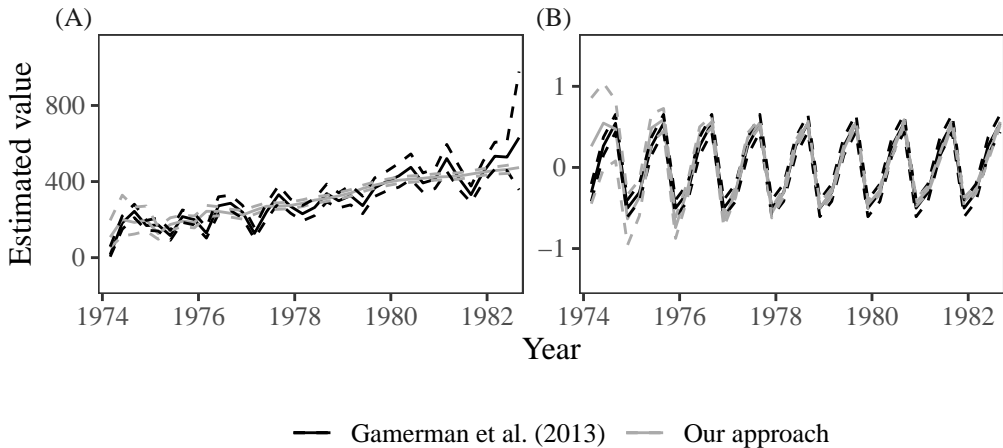 (A)
(B)
Estimated value
800
400
0
1
0
−1
1974 1976 1978 1980 1982
1974 1976 1978 1980 1982
Year
Gamerman et al. (2013) Our approach